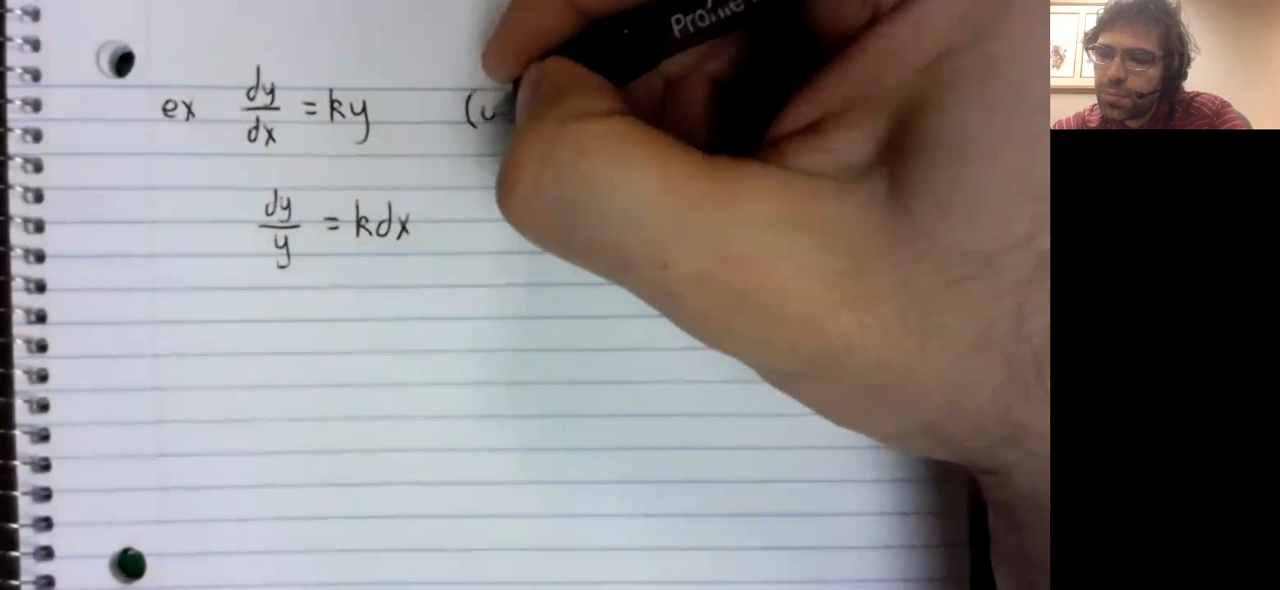 ex dy/dx = ky
dy/y = kdx